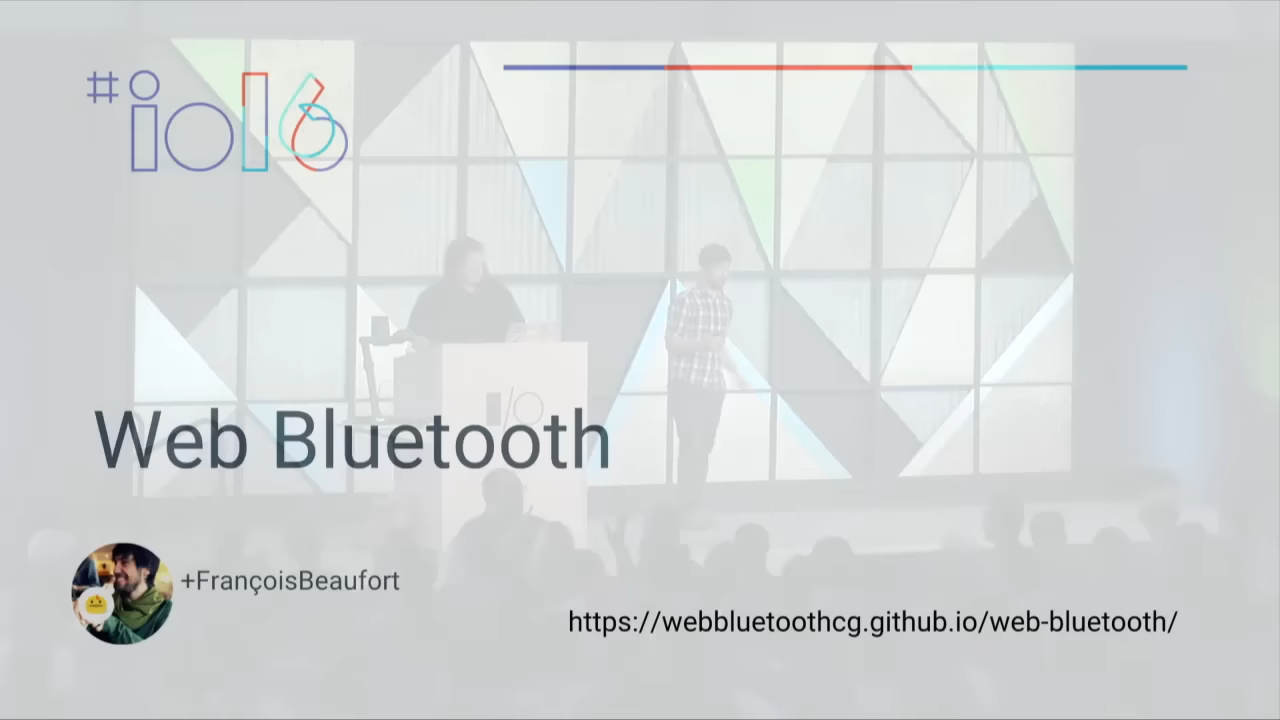 #io16
I/O
Web Bluetooth
+FrançoisBeaufort
https://webbluetoothcg.github.io/web-bluetooth/